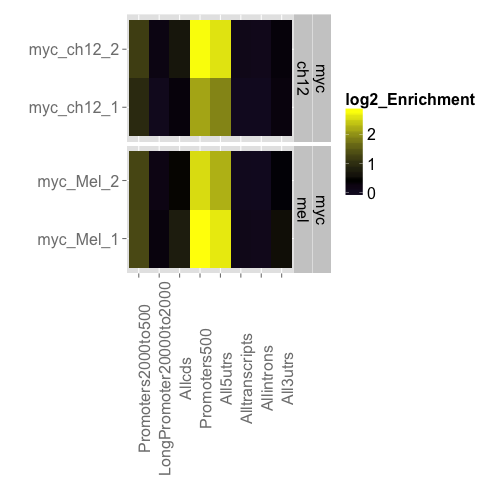 myc_ch12_2
myc_ch12_1
myc
ch12
myc_Mel_2
myc_Mel_1
myc
mel
log2_Enrichment
2
1
0
Promoters2000to500
LongPromoter20000to2000
Allcds
Promoters500
All5utrs
Alltranscripts
Allintrons
All3utrs